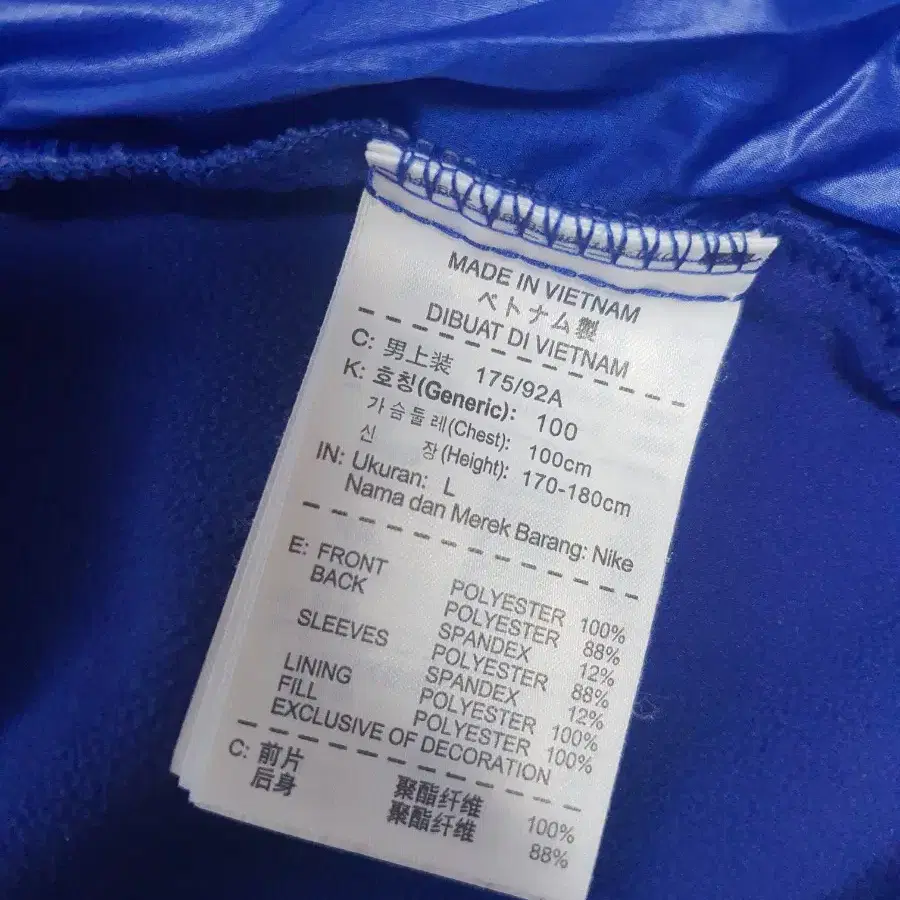 MADE IN VIETNAM
ベトナム製
DIBUAT DI VIETNAM
C: 男上装 175/92A
K: 호칭(Generic): 100
가슴둘레(Chest): 100cm
신 장(Height): 170-180cm
IN: Ukuran: L
Nama dan Merek Barang: Nike
E: FRONT POLYESTER 100%
BACK POLYESTER 88%
SPANDEX 12%
SLEEVES POLYESTER 88%
SPANDEX 12%
LINING POLYESTER 100%
FILL POLYESTER 100%
EXCLUSIVE OF DECORATION
C: 前片 聚酯纤维 100%
后身 聚酯纤维 88%